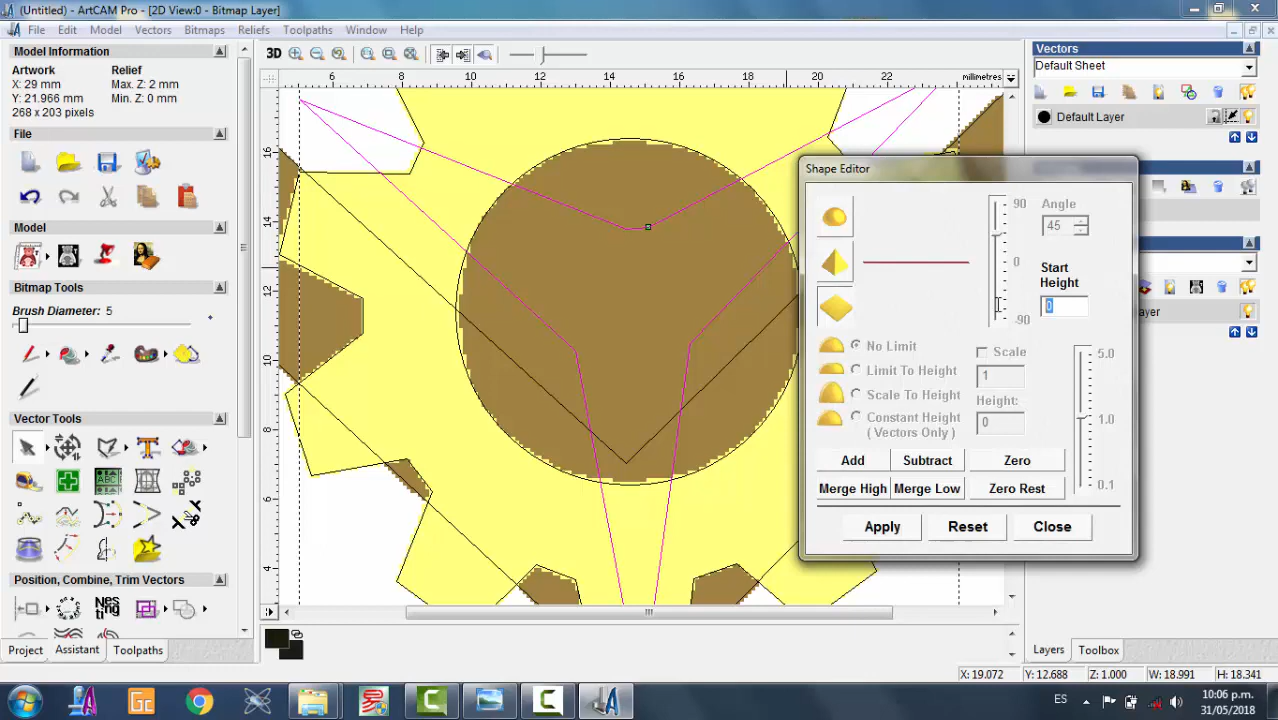 (Untitled) - ArtCAM Pro - [2D View:0 - Bitmap Layer]
File Edit Model Vectors Bitmaps Reliefs Toolpaths Window Help
Model Information
Artwork Relief
X: 29 mm Max. Z: 2 mm
Y: 21.966 mm Min. Z: 0 mm
268 x 203 pixels
File
Model
Bitmap Tools
Brush Diameter: 5
Vector Tools
ABC
Position, Combine, Trim Vectors
Nes
ting
Project Assistant Toolpaths
3D
6 8 10 12 14 16 18 20 22 millimetres
16
14
12
10
8
6
4
Shape Editor
90 Angle
45
0 Start
Height
0
-90
No Limit Scale 5.0
Limit To Height 1
Scale To Height Height:
Constant Height 0 1.0
( Vectors Only )
Add Subtract Zero
Merge High Merge Low Zero Rest 0.1
Apply Reset Close
Vectors
Default Sheet
Default Layer
ayer
Layers Toolbox
X: 19.072 Y: 12.688 Z: 1.000 W: 18.991 H: 18.341
Gc C C
ES 10:06 p.m.
31/05/2018